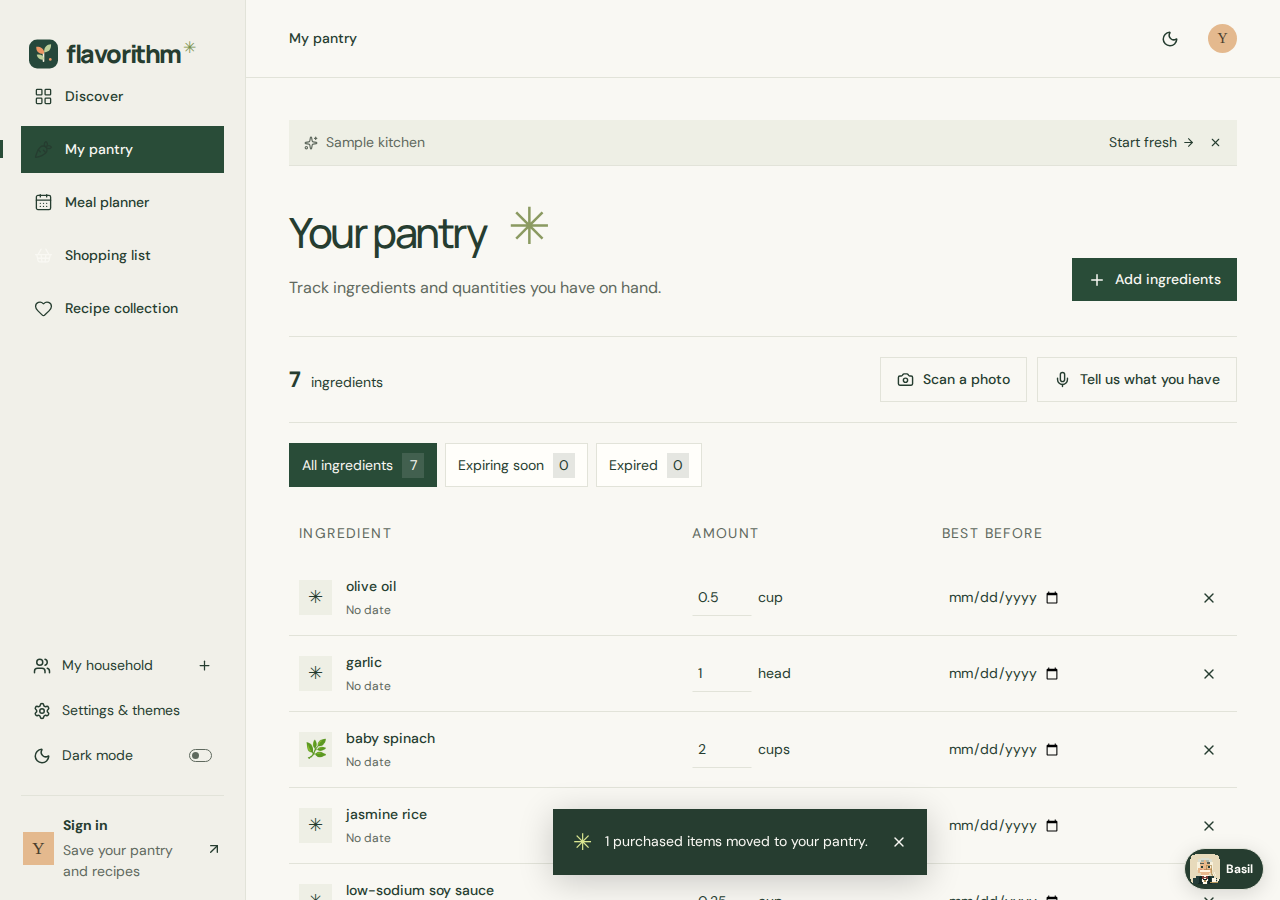 flavorithm
Discover
My pantry
Meal planner
Shopping list
Recipe collection
My household
Settings & themes
Dark mode
Y
Sign in
Save your pantry
and recipes
My pantry
Y
Sample kitchen
Start fresh →
Your pantry
Track ingredients and quantities you have on hand.
Add ingredients
7 ingredients
Scan a photo
Tell us what you have
All ingredients 7
Expiring soon 0
Expired 0
INGREDIENT AMOUNT BEST BEFORE
olive oil
No date
0.5 cup
mm/dd/yyyy
garlic
No date
1 head
mm/dd/yyyy
baby spinach
No date
2 cups
mm/dd/yyyy
jasmine rice
No date
mm/dd/yyyy
1 purchased items moved to your pantry.
low-sodium soy sauce
0.25 cup
Basil